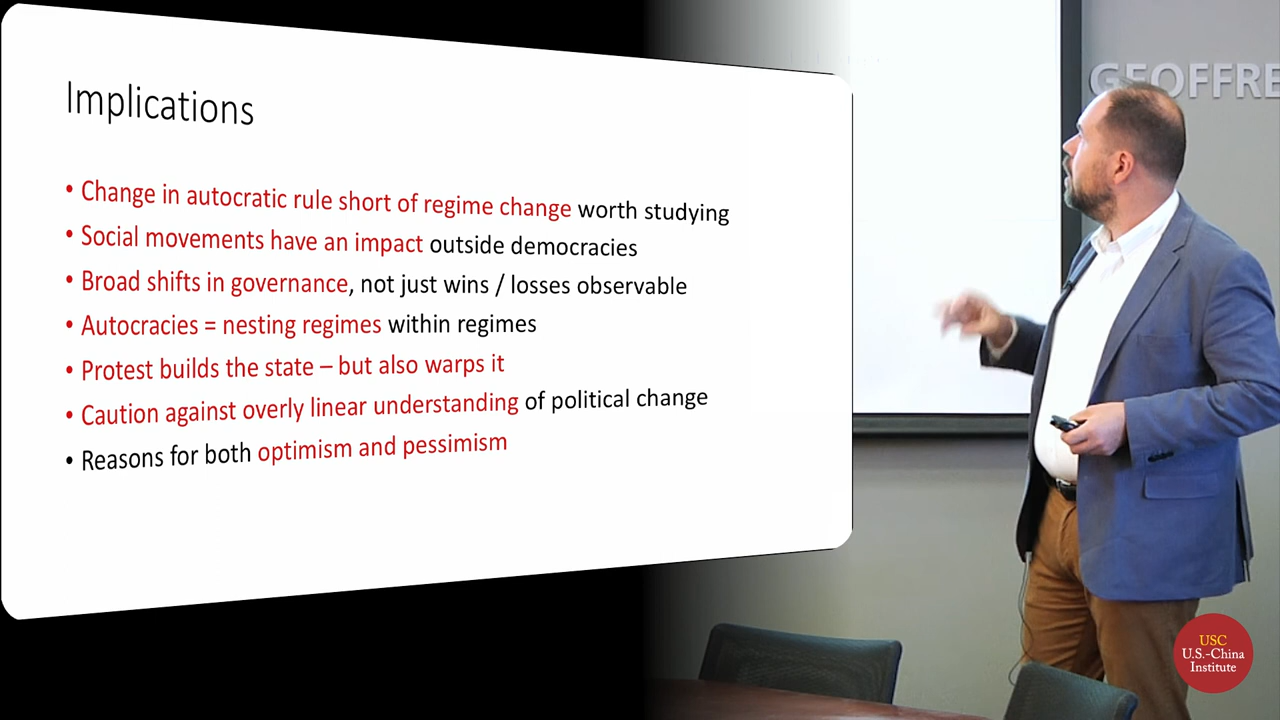 Implications
• Change in autocratic rule short of regime change worth studying
• Social movements have an impact outside democracies
• Broad shifts in governance, not just wins / losses observable
• Autocracies = nesting regimes within regimes
• Protest builds the state – but also warps it
• Caution against overly linear understanding of political change
• Reasons for both optimism and pessimism
GEOFFRE
USC
U.S.-China
Institute